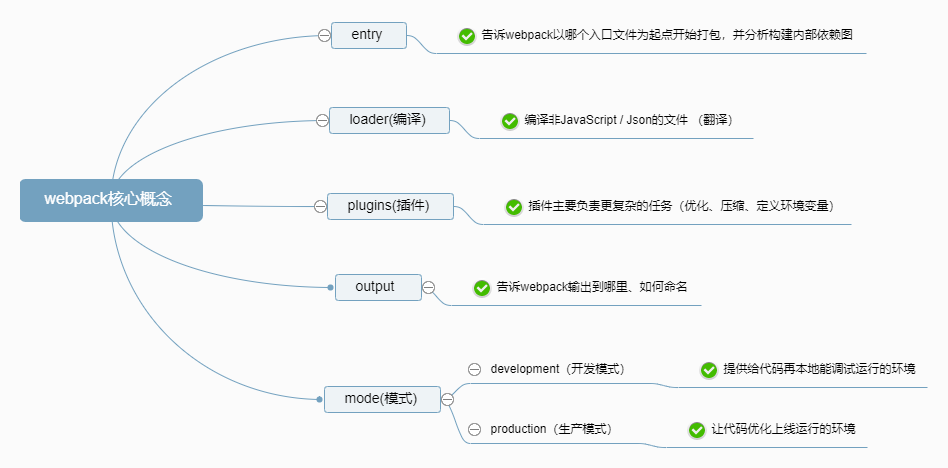 entry
告诉webpack以哪个入口文件为起点开始打包，并分析构建内部依赖图
loader(编译)
编译非JavaScript / Json的文件 （翻译）
webpack核心概念
plugins(插件)
插件主要负责更复杂的任务（优化、压缩、定义环境变量）
output
告诉webpack输出到哪里、如何命名
development（开发模式）
提供给代码再本地能调试运行的环境
mode(模式)
production（生产模式）
让代码优化上线运行的环境